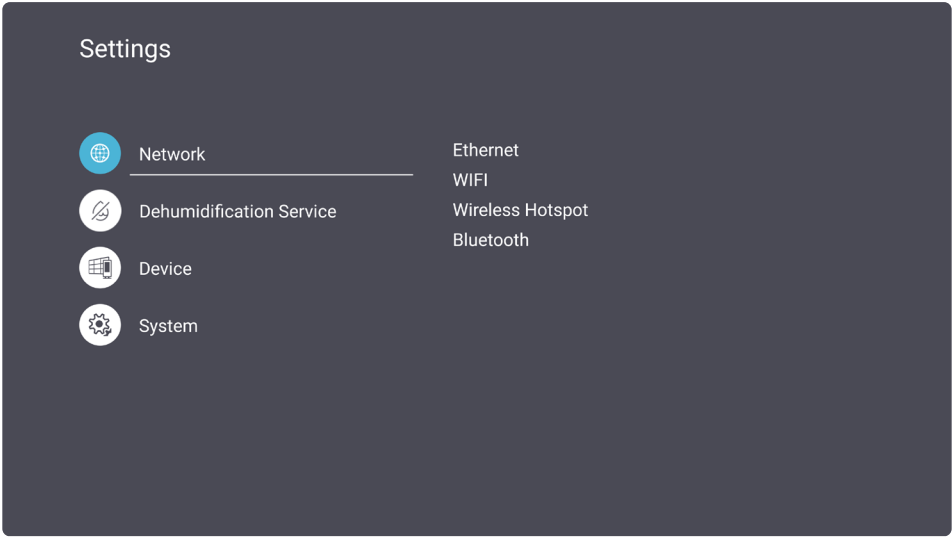 Settings
Network
Dehumidification Service
Device
System
Ethernet
WIFI
Wireless Hotspot
Bluetooth